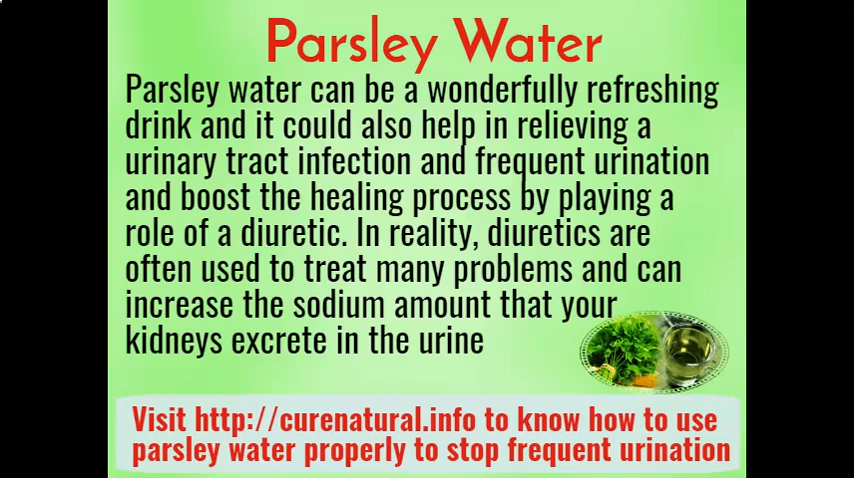 Parsley Water
Parsley water can be a wonderfully refreshing
drink and it could also help in relieving a
urinary tract infection and frequent urination
and boost the healing process by playing a
role of a diuretic. In reality, diuretics are
often used to treat many problems and can
increase the sodium amount that your
kidneys excrete in the urine
Visit http://curenatural.info to know how to use
parsley water properly to stop frequent urination